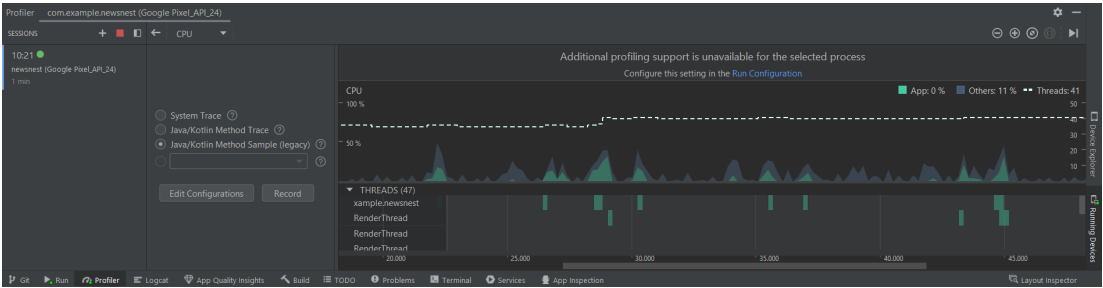 Profiler com.example.newsnest (Google Pixel_API_24)
SESSIONS CPU
10:21
newsnest (Google Pixel_API_24)
1 min
System Trace ?
Java/Kotlin Method Trace ?
Java/Kotlin Method Sample (legacy) ?
?
Edit Configurations Record
Additional profiling support is unavailable for the selected process
Configure this setting in the Run Configuration
CPU App: 0 % Others: 11 % Threads: 41
100 % 50
40
50 % 30
20
10
THREADS (47)
xample.newsnest
RenderThread
RenderThread
RenderThread
20.000 25.000 30.000 35.000 40.000 45.000
Device Explorer
Running Devices
Git Run Profiler Logcat App Quality Insights Build TODO Problems Terminal Services App Inspection Layout Inspector